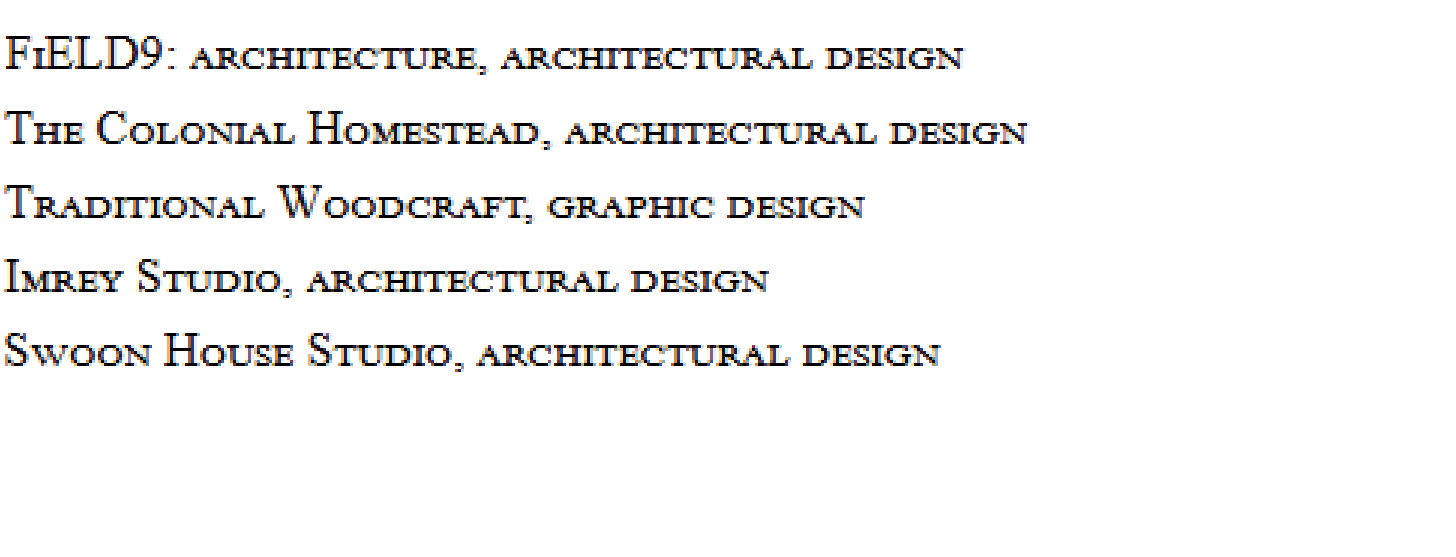 FiELD9: architecture, architectural design
The Colonial Homestead, architectural design
Traditional Woodcraft, graphic design
Imrey Studio, architectural design
Swoon House Studio, architectural design